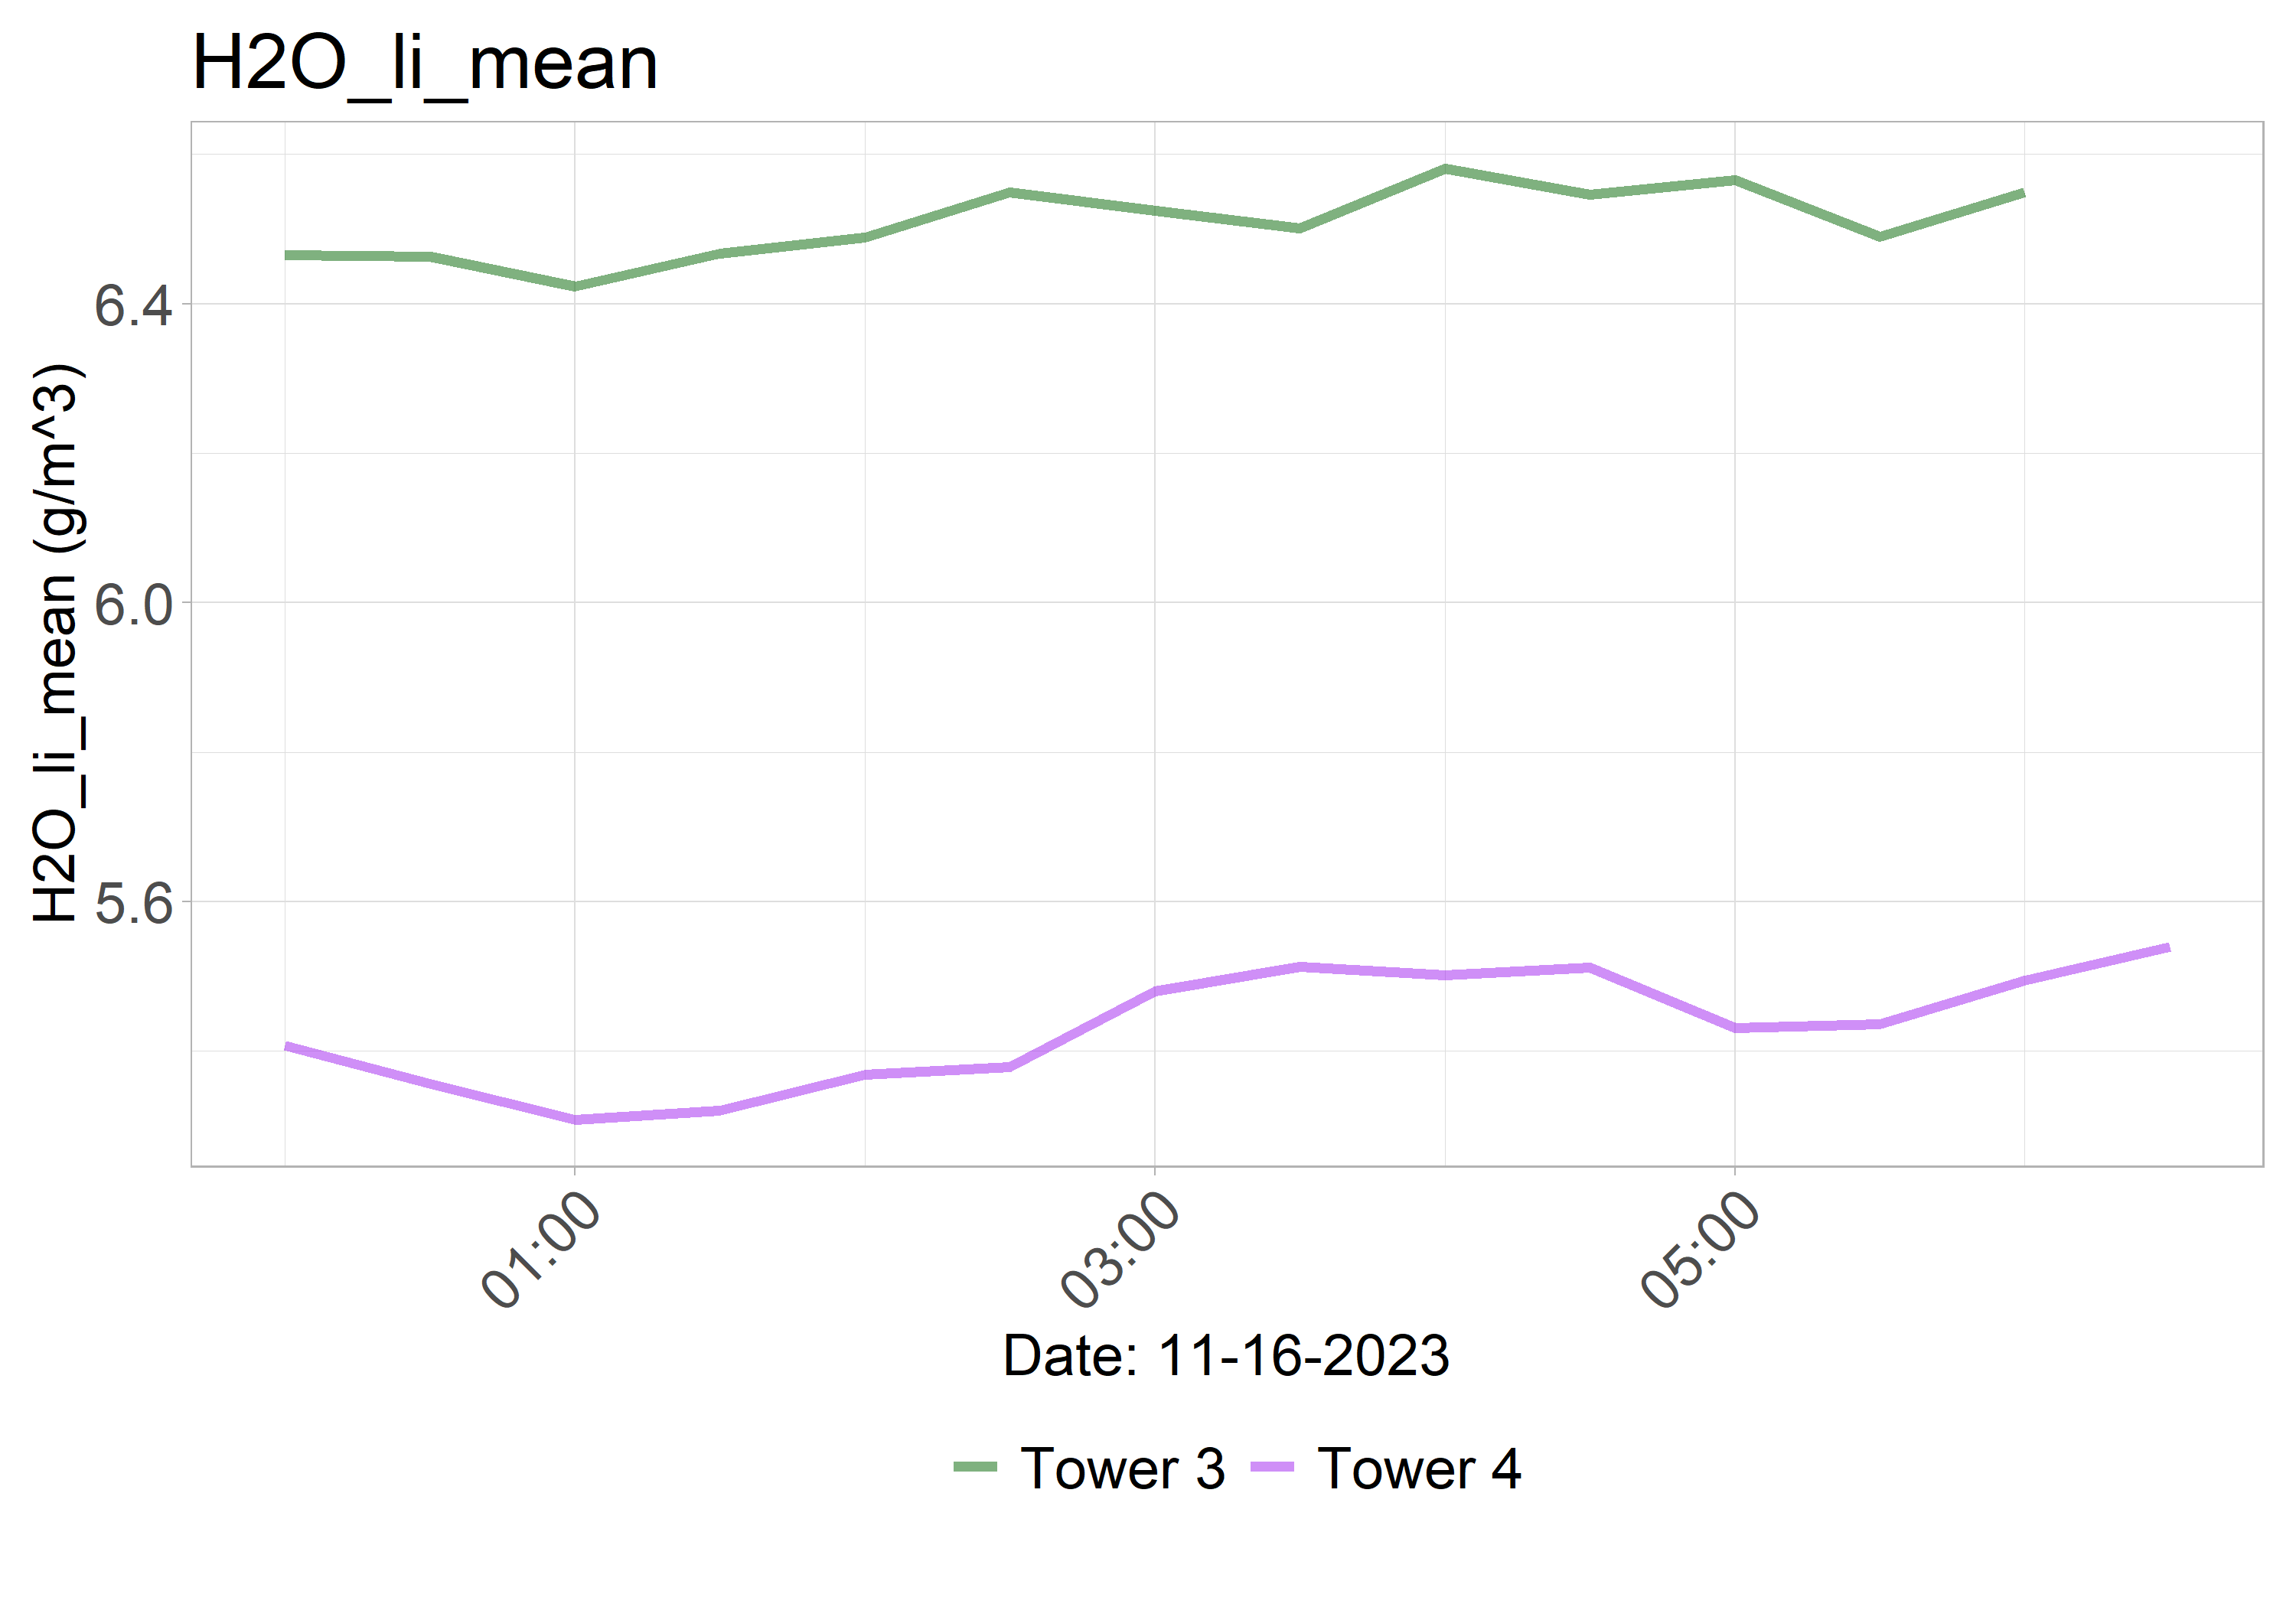 H2O_li_mean
H2O_li_mean (g/m^3)
6.4
6.0
5.6
01:00
03:00
05:00
Date: 11-16-2023
Tower 3
Tower 4